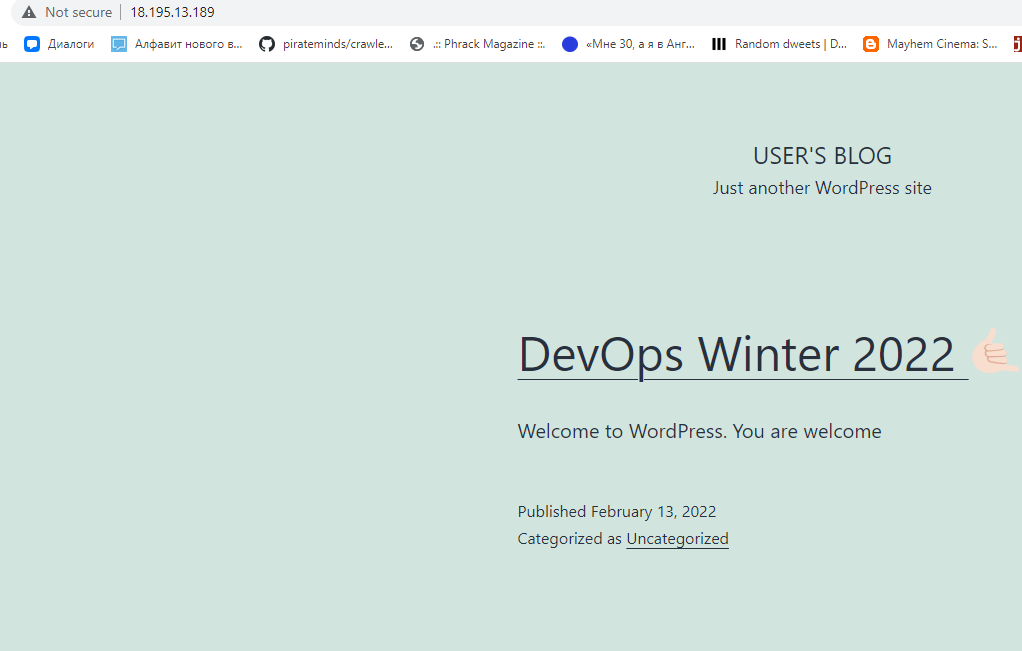 Not secure | 18.195.13.189
ь Диалоги Алфавит нового в... pirateminds/crawle... .:: Phrack Magazine ::. «Мне 30, а я в Анг... Random dweets | D... Mayhem Cinema: S...
USER'S BLOG
Just another WordPress site
DevOps Winter 2022
Welcome to WordPress. You are welcome
Published February 13, 2022
Categorized as Uncategorized